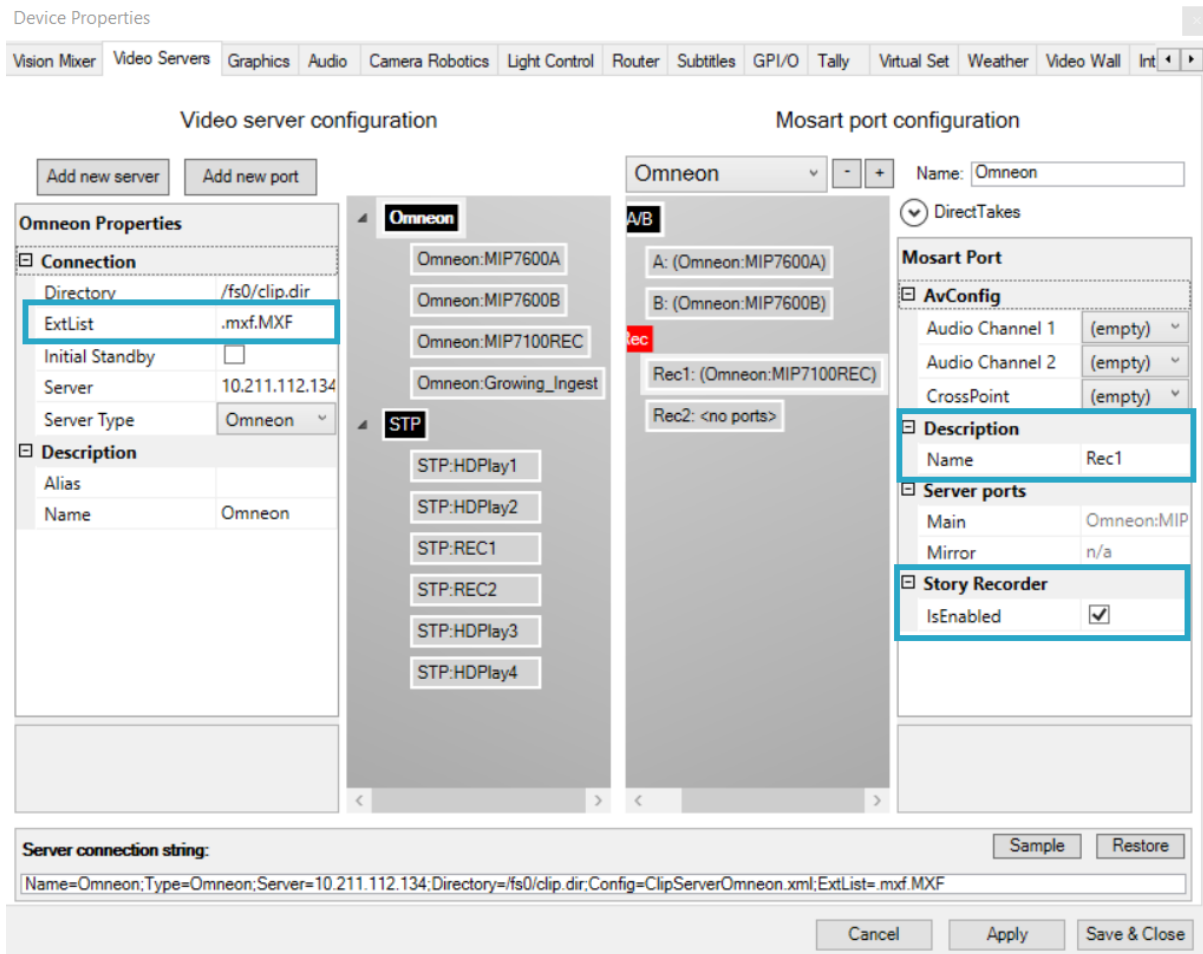 Device Properties
Vision Mixer Video Servers Graphics Audio Camera Robotics Light Control Router Subtitles GPI/O Tally Virtual Set Weather Video Wall Int
Video server configuration
Mosart port configuration
Add new server Add new port
Omneon Properties
Connection
Directory /fs0/clip.dir
ExtList .mxf.MXF
Initial Standby
Server 10.211.112.134
Server Type Omneon
Description
Alias
Name Omneon
Omneon
Omneon:MIP7600A
Omneon:MIP7600B
Omneon:MIP7100REC
Omneon:Growing_Ingest
STP
STP:HDPlay1
STP:HDPlay2
STP:REC1
STP:REC2
STP:HDPlay3
STP:HDPlay4
Omneon - +
A/B
A: (Omneon:MIP7600A)
B: (Omneon:MIP7600B)
Rec
Rec1: (Omneon:MIP7100REC)
Rec2: <no ports>
Name: Omneon
DirectTakes
Mosart Port
AvConfig
Audio Channel 1 (empty)
Audio Channel 2 (empty)
CrossPoint (empty)
Description
Name Rec1
Server ports
Main Omneon:MIP
Mirror n/a
Story Recorder
IsEnabled
Server connection string:
Sample Restore
Name=Omneon;Type=Omneon;Server=10.211.112.134;Directory=/fs0/clip.dir;Config=ClipServerOmneon.xml;ExtList=.mxf.MXF
Cancel Apply Save & Close